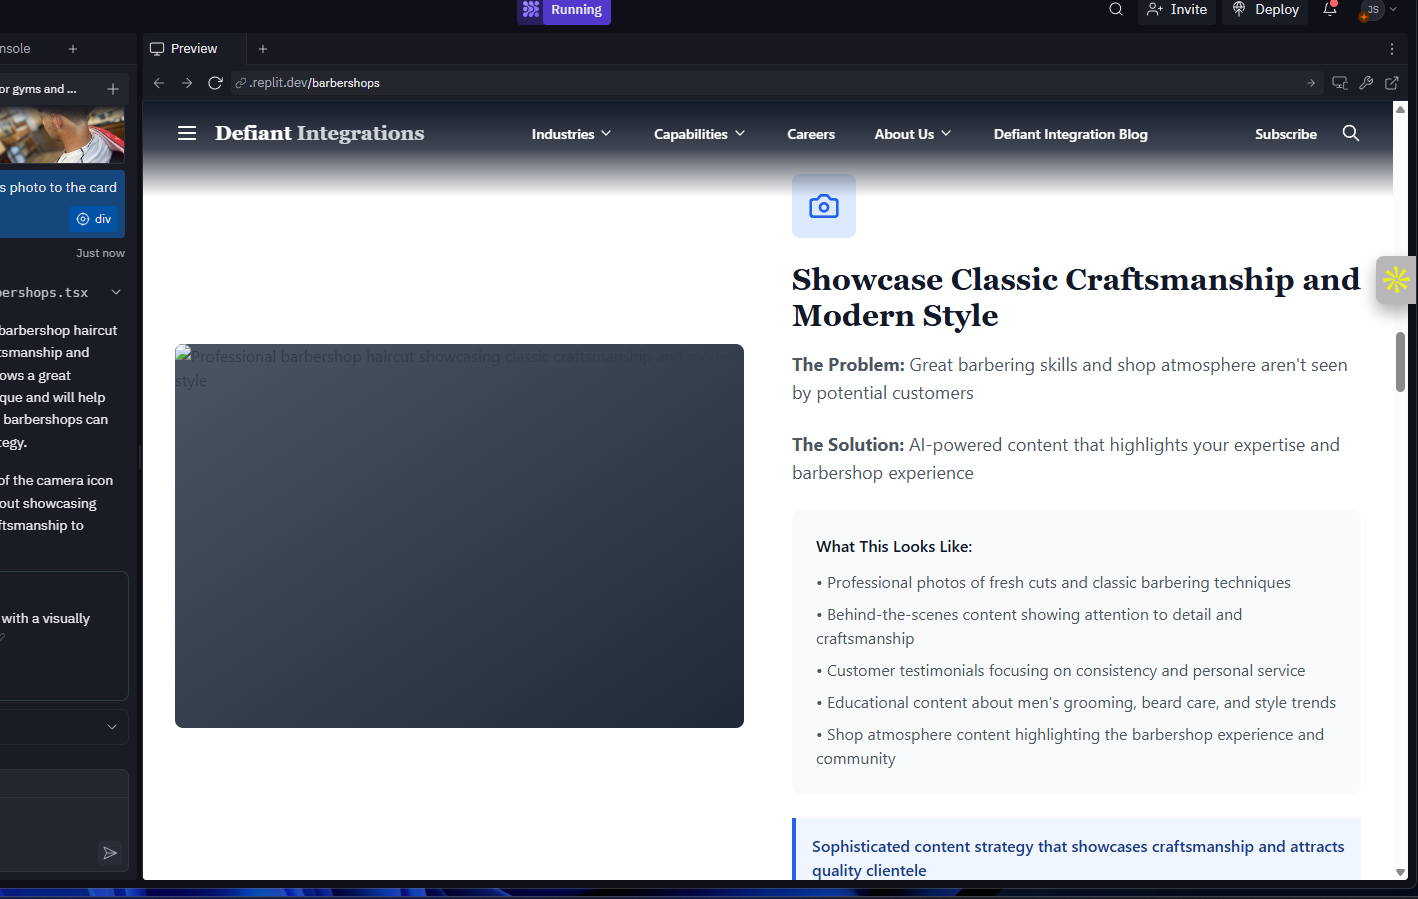 Running
Invite
Deploy
JS
nsole
Preview
or gyms and ...
.replit.dev/barbershops
Defiant Integrations
Industries
Capabilities
Careers
About Us
Defiant Integration Blog
Subscribe
s photo to the card
div
Just now
bershops.tsx
barbershop haircut
tsmanship and
ows a great
que and will help
barbershops can
tegy.
of the camera icon
out showcasing
ftsmanship to
with a visually
Professional barbershop haircut showcasing classic craftsmanship and modern
style
Showcase Classic Craftsmanship and
Modern Style
The Problem: Great barbering skills and shop atmosphere aren't seen
by potential customers
The Solution: AI-powered content that highlights your expertise and
barbershop experience
What This Looks Like:
• Professional photos of fresh cuts and classic barbering techniques
• Behind-the-scenes content showing attention to detail and
craftsmanship
• Customer testimonials focusing on consistency and personal service
• Educational content about men's grooming, beard care, and style trends
• Shop atmosphere content highlighting the barbershop experience and
community
Sophisticated content strategy that showcases craftsmanship and attracts
quality clientele